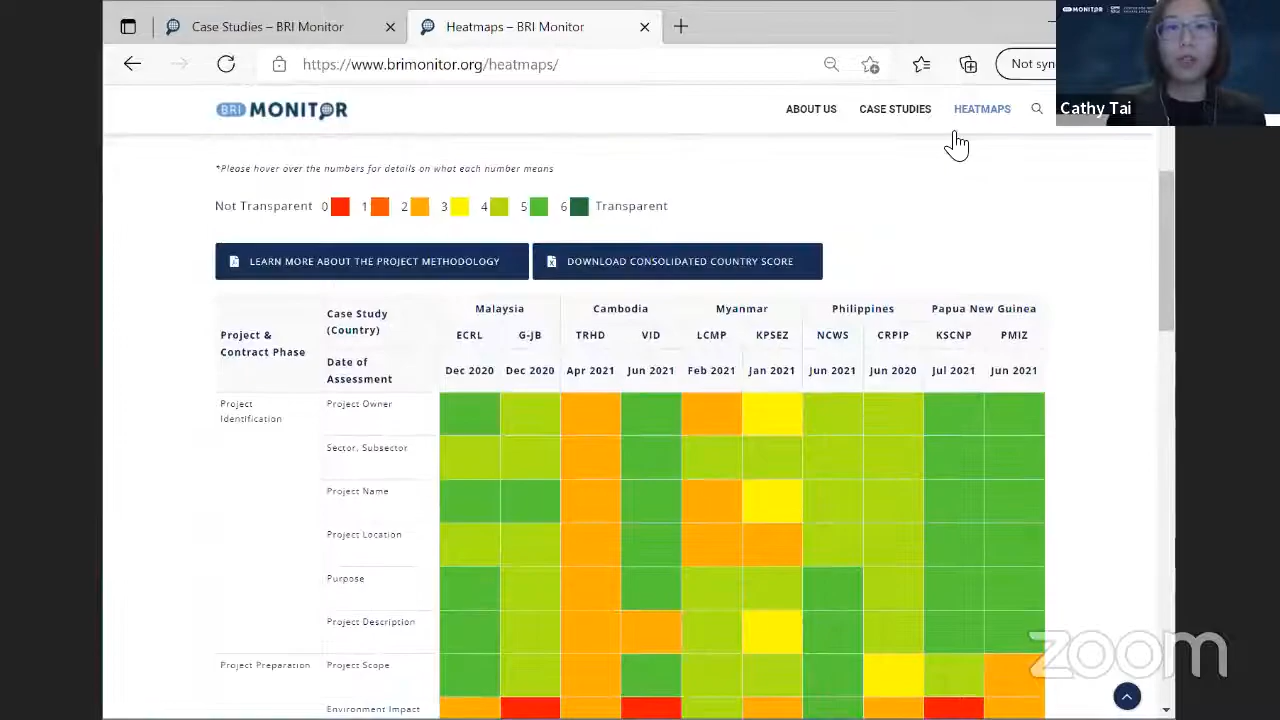 Case Studies – BRI Monitor
Heatmaps – BRI Monitor
https://www.brimonitor.org/heatmaps/
Not syn
BRI MONITOR
ABOUT US
CASE STUDIES
HEATMAPS
MONITOR
Cathy Tai
*Please hover over the numbers for details on what each number means
Not Transparent 0 1 2 3 4 5 6 Transparent
LEARN MORE ABOUT THE PROJECT METHODOLOGY
DOWNLOAD CONSOLIDATED COUNTRY SCORE
Project & Contract Phase
Case Study (Country)
Malaysia Cambodia Myanmar Philippines Papua New Guinea
ECRL G-JB TRHD VID LCMP KPSEZ NCWS CRPIP KSCNP PMIZ
Date of Assessment
Dec 2020 Dec 2020 Apr 2021 Jun 2021 Feb 2021 Jan 2021 Jun 2021 Jun 2020 Jul 2021 Jun 2021
Project Identification
Project Owner
Sector, Subsector
Project Name
Project Location
Purpose
Project Description
Project Preparation
Project Scope
Environment Impact
zoom